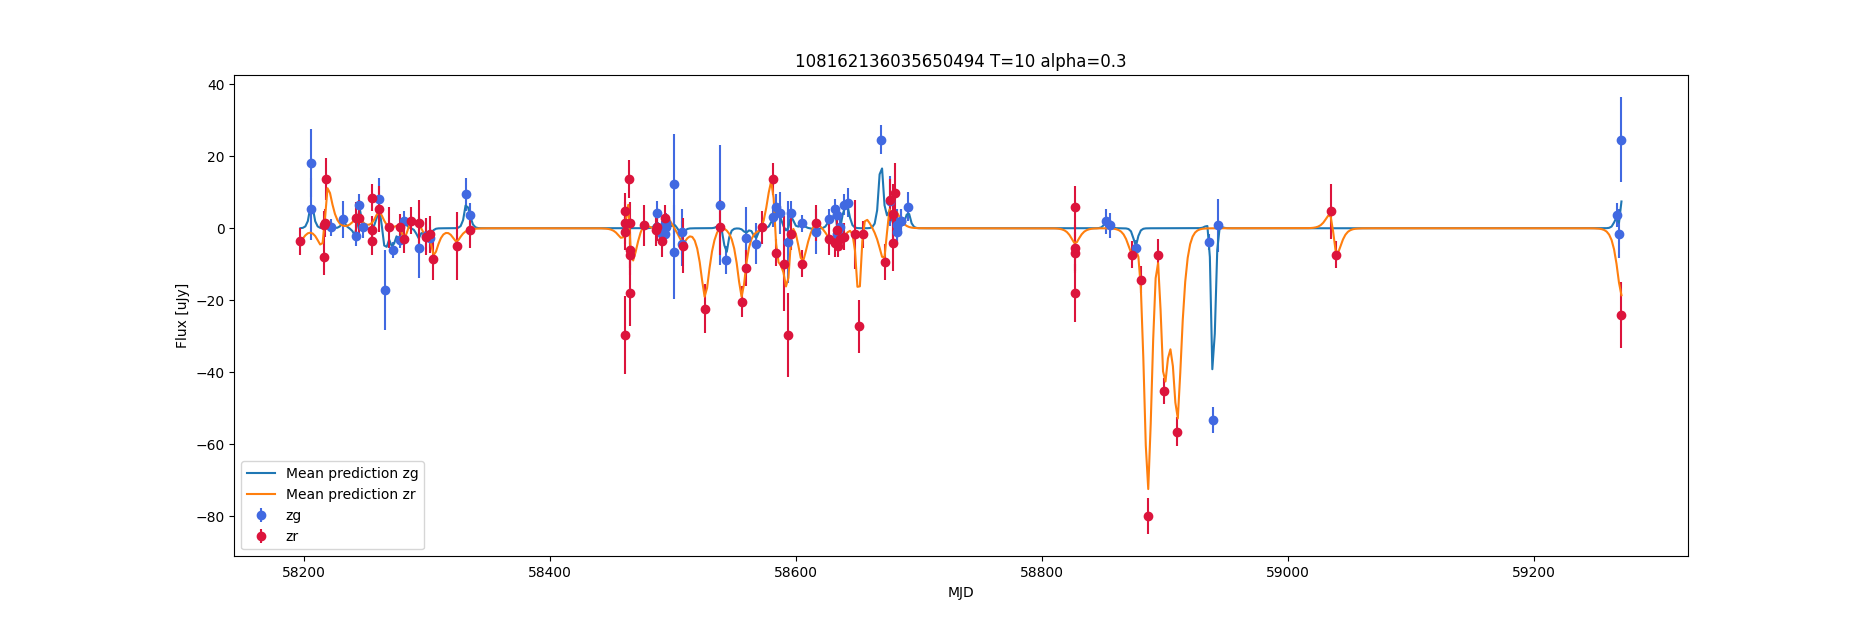 108162136035650494 T=10 alpha=0.3
Flux [uJy]
40
20
0
−20
−40
−60
−80
Mean prediction zg
Mean prediction zr
zg
zr
58200 58400 58600 58800 59000 59200
MJD